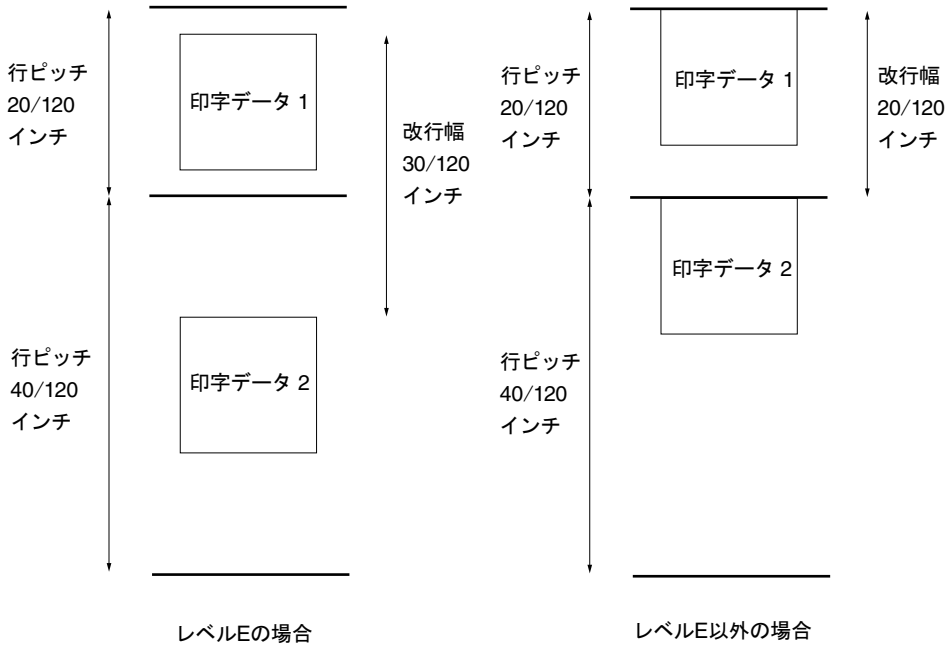 行ピッチ
20/120
インチ
印字データ 1
改行幅
30/120
インチ
行ピッチ
40/120
インチ
印字データ 2
レベルEの場合
行ピッチ
20/120
インチ
印字データ 1
改行幅
20/120
インチ
行ピッチ
40/120
インチ
印字データ 2
レベルE以外の場合